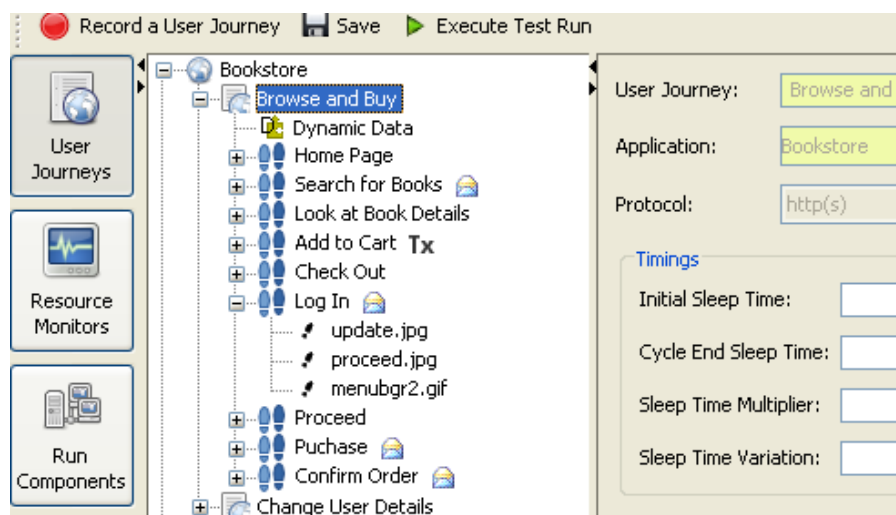 Record a User Journey Save Execute Test Run
User
Journeys
Resource
Monitors
Run
Components
Bookstore
Browse and Buy
Dynamic Data
Home Page
Search for Books
Look at Book Details
Add to Cart Tx
Check Out
Log In
update.jpg
proceed.jpg
menubgr2.gif
Proceed
Puchase
Confirm Order
Change User Details
User Journey: Browse and
Application: Bookstore
Protocol: http(s)
Timings
Initial Sleep Time:
Cycle End Sleep Time:
Sleep Time Multiplier:
Sleep Time Variation: